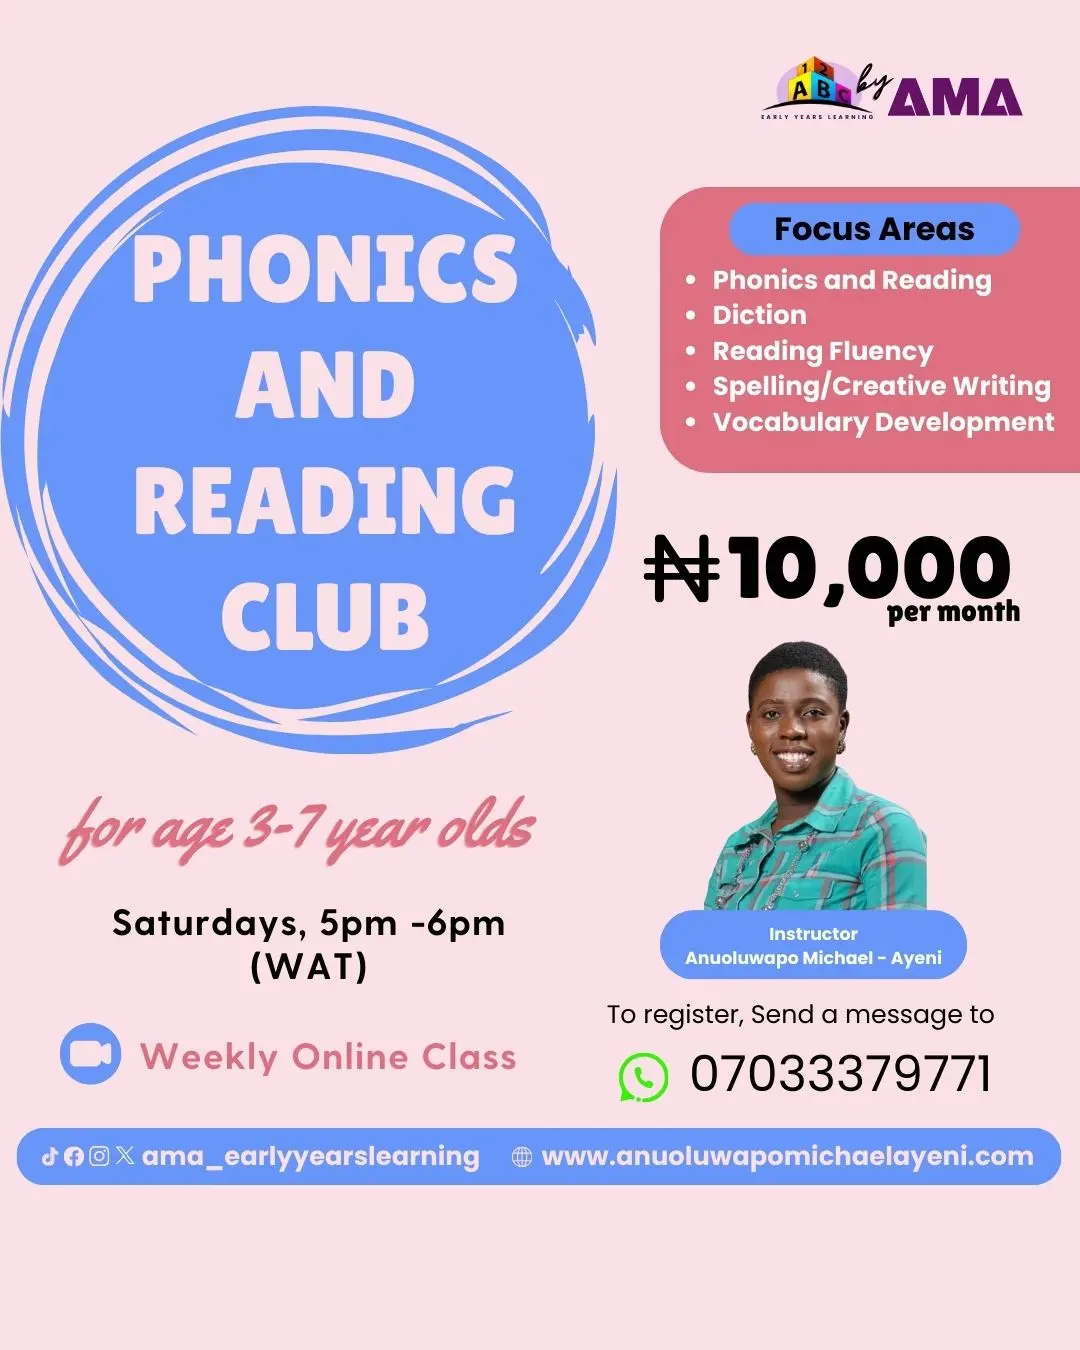 1 2
A B C
EARLY YEARS LEARNING
by AMA
PHONICS
AND
READING
CLUB
Focus Areas
• Phonics and Reading
• Diction
• Reading Fluency
• Spelling/Creative Writing
• Vocabulary Development
₦10,000
per month
for age 3-7 year olds
Saturdays, 5pm -6pm
(WAT)
Weekly Online Class
Instructor
Anuoluwapo Michael - Ayeni
To register, Send a message to
07033379771
ama_earlyyearslearning www.anuoluwapomichaelayeni.com